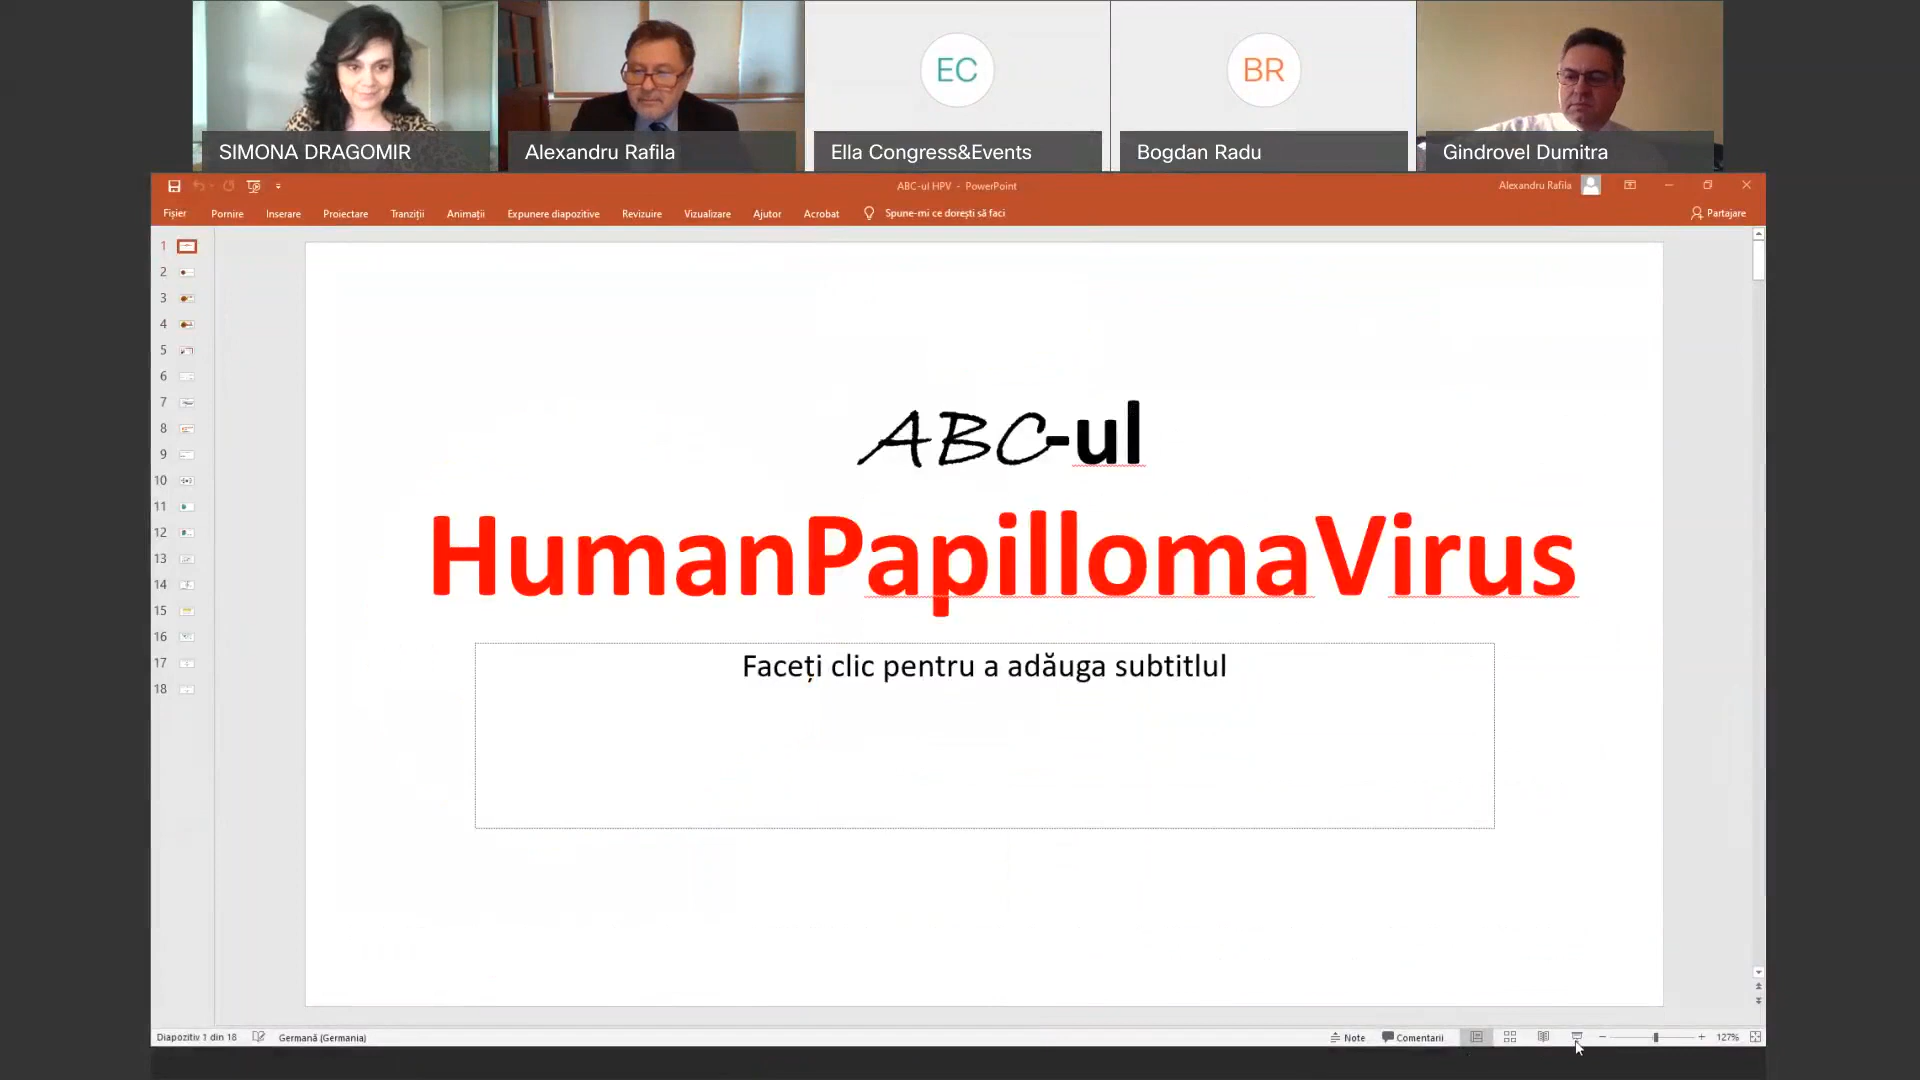 EC
BR
SIMONA DRAGOMIR
Alexandru Rafila
Ella Congress&Events
Bogdan Radu
Gindrovel Dumitra
ABC-ul HPV - PowerPoint
Alexandru Rafila
Fișier Pornire Inserare Proiectare Tranziții Animații Expunere diapozitive Revizuire Vizualizare Ajutor Acrobat Spune-mi ce dorești să faci Partajare
1
2
3
4
5
6
7
8
9
10
11
12
13
14
15
16
17
18
ABC-ul
HumanPapillomaVirus
Faceți clic pentru a adăuga subtitlul
Diapozitiv 1 din 18 Germană (Germania) Note Comentarii 127%